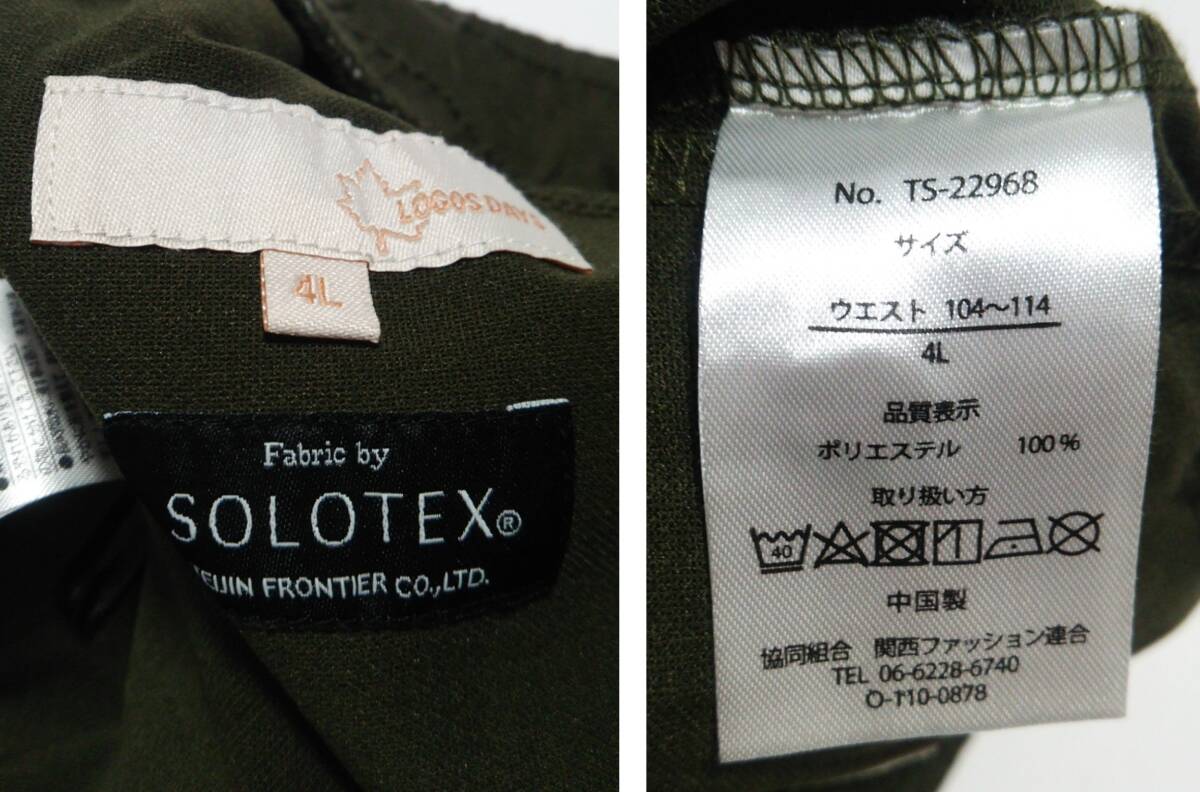 LOGOS DAYS
4L
Fabric by
SOLOTEX®
TEIJIN FRONTIER CO.,LTD.
No. TS-22968
サイズ
ウエスト 104〜114
4L
品質表示
ポリエステル 100%
取り扱い方
40
中国製
協同組合 関西ファッション連合
TEL 06-6228-6740
O-110-0878